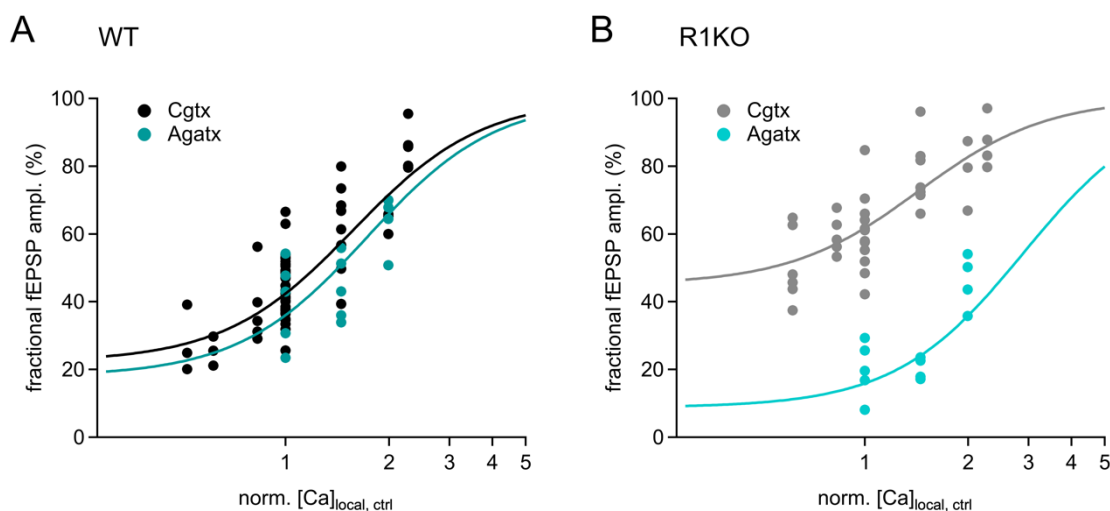 A
WT
Cgtx
Agatx
fractional fEPSP ampl. (%)
100
80
60
40
20
0
1
2
3
4
5
norm. [Ca]local, ctrl
B
R1KO
Cgtx
Agatx
fractional fEPSP ampl. (%)
100
80
60
40
20
0
1
2
3
4
5
norm. [Ca]local, ctrl